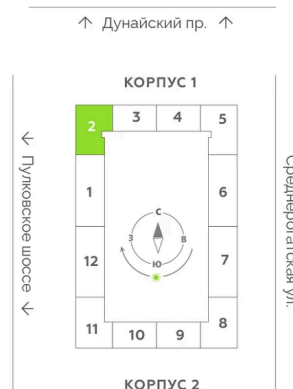 ↑ Дунайский пр. ↑
КОРПУС 1
2
3
4
5
← Пулковское шоссе ←
1
С
З
В
Ю
6
Среднерогатская ул.
12
7
11
10
9
8
КОРПУС 2